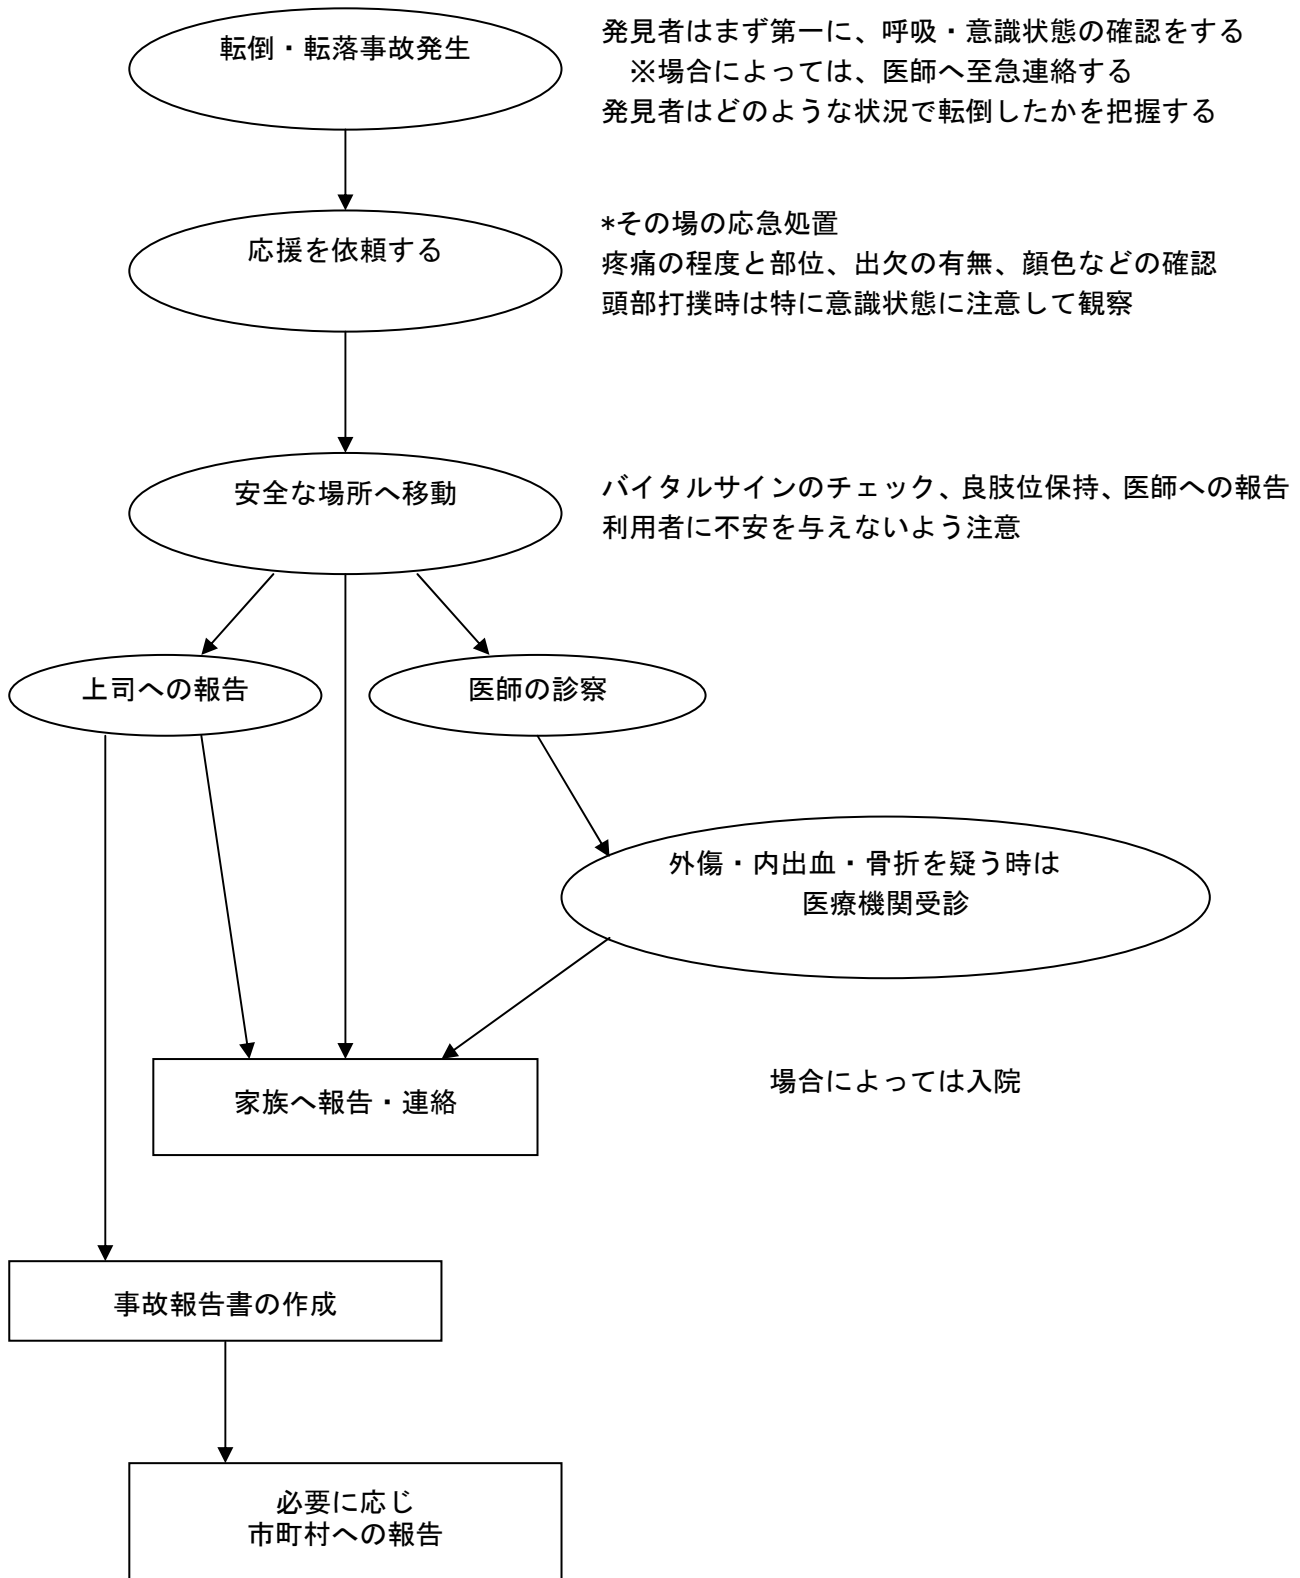 転倒・転落事故発生
発見者はまず第一に、呼吸・意識状態の確認をする
※場合によっては、医師へ至急連絡する
発見者はどのような状況で転倒したかを把握する
応援を依頼する
*その場の応急処置
疼痛の程度と部位、出欠の有無、顔色などの確認
頭部打撲時は特に意識状態に注意して観察
安全な場所へ移動
バイタルサインのチェック、良肢位保持、医師への報告
利用者に不安を与えないよう注意
上司への報告
医師の診察
外傷・内出血・骨折を疑う時は
医療機関受診
家族へ報告・連絡
場合によっては入院
事故報告書の作成
必要に応じ
市町村への報告